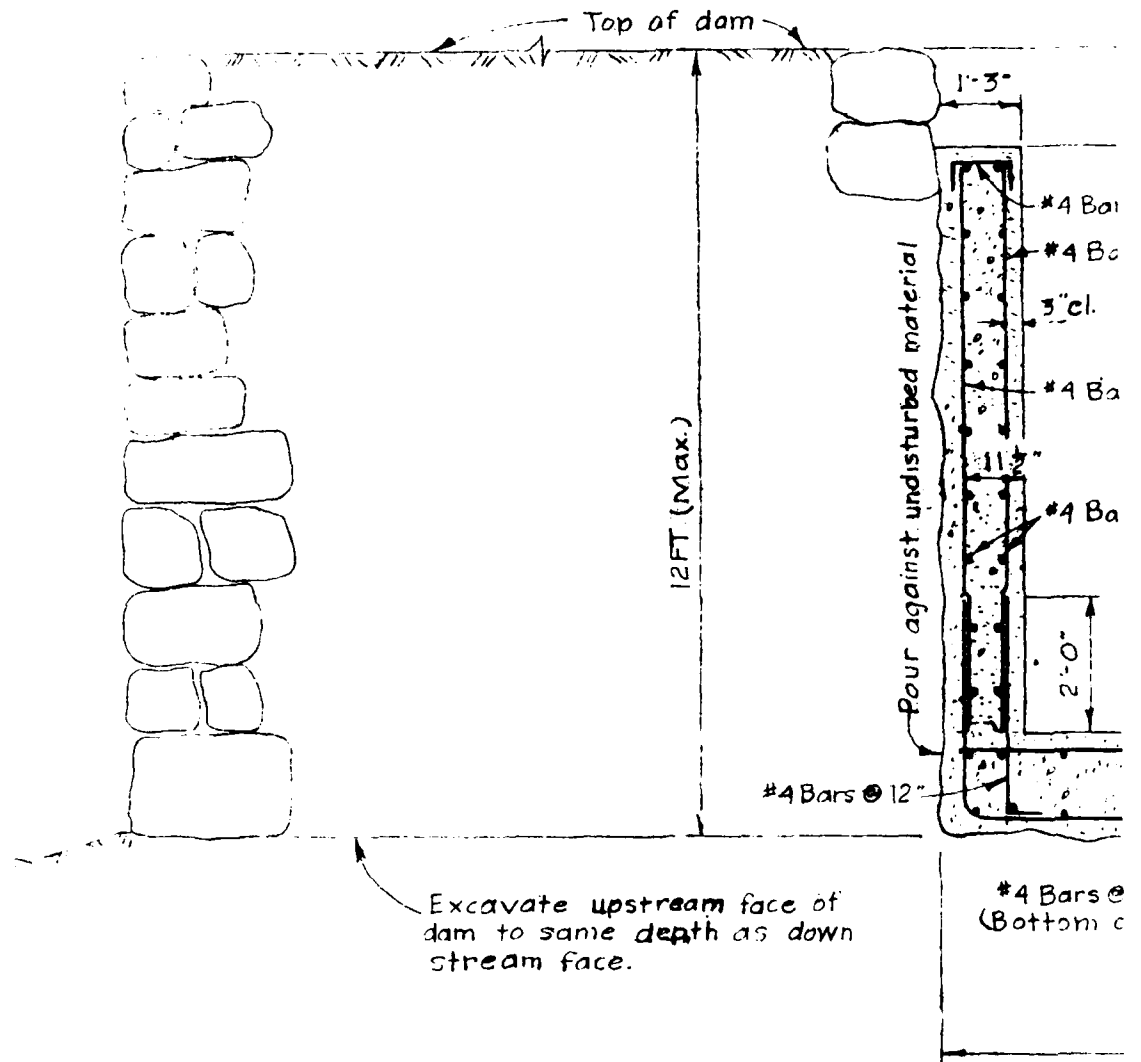 Top of dam
1'-3"
#4 Bar
#4 Ba
3"cl.
#4 Ba
11½"
#4 Ba
12FT (Max.)
Pour against undisturbed material
2'-0"
#4 Bars @ 12"
Excavate upstream face of
dam to same depth as down
stream face.
#4 Bars @
(Bottom